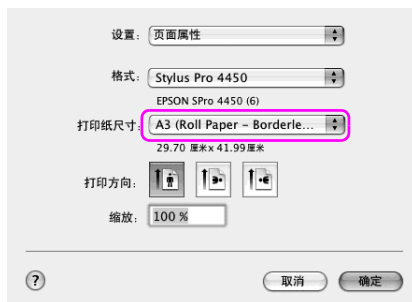 设置： 页面属性
格式： Stylus Pro 4450
EPSON SPro 4450 (6)
打印纸尺寸： A3 (Roll Paper – Borderle...
29.70 厘米 x 41.99 厘米
打印方向：
缩放： 100 %
? 取消 确定